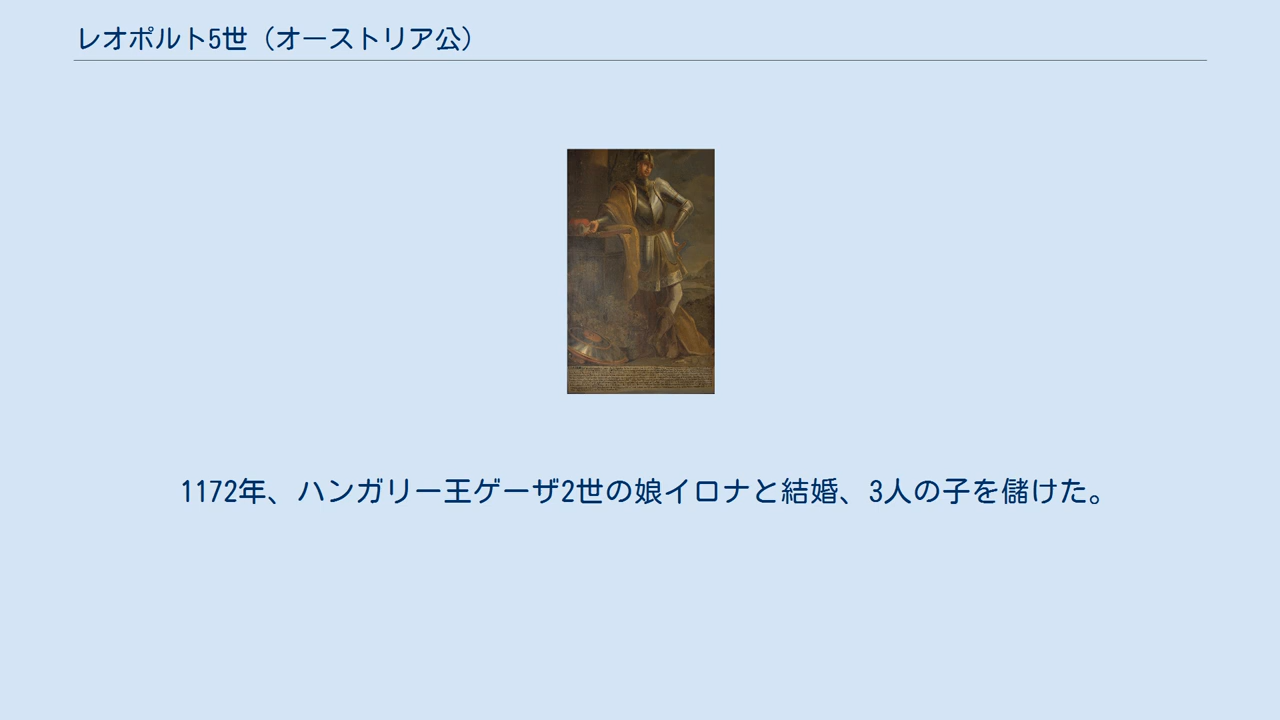 レオポルト5世（オーストリア公）
1172年、ハンガリー王ゲーザ2世の娘イロナと結婚、3人の子を儲けた。